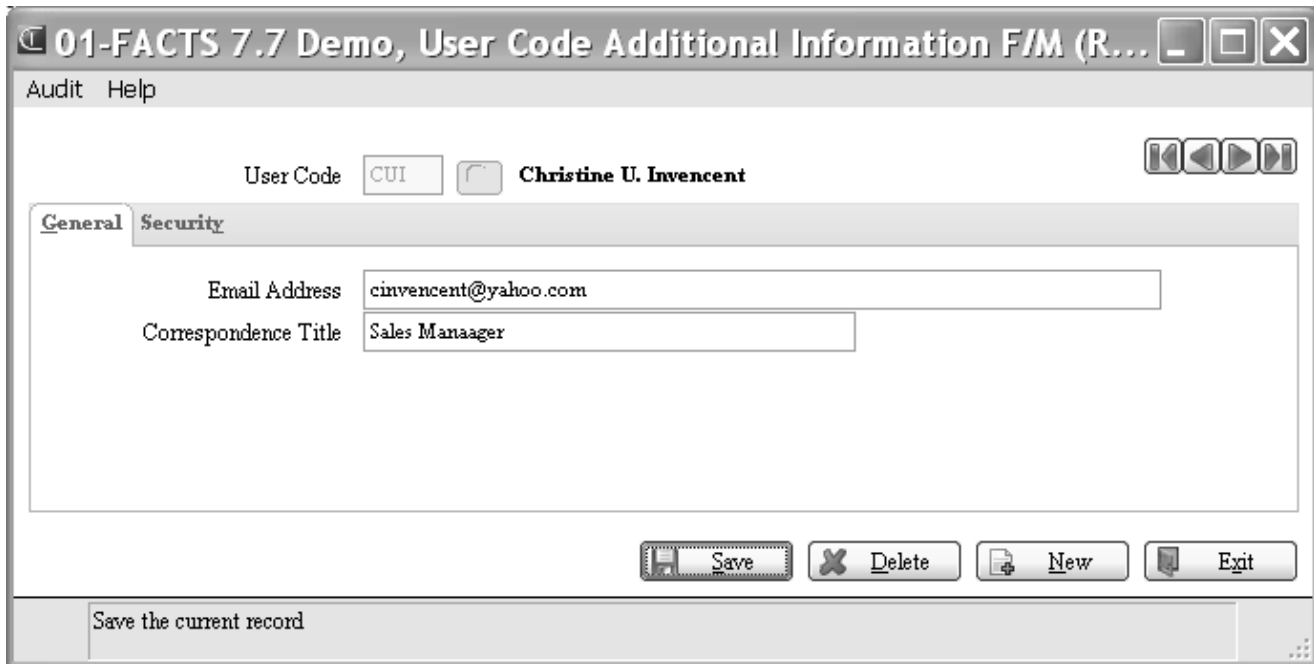 01-FACTS 7.7 Demo, User Code Additional Information F/M (R...
Audit Help
User Code CUI Christine U. Invencent
General Security
Email Address cinvencent@yahoo.com
Correspondence Title Sales Manaager
Save Delete New Exit
Save the current record